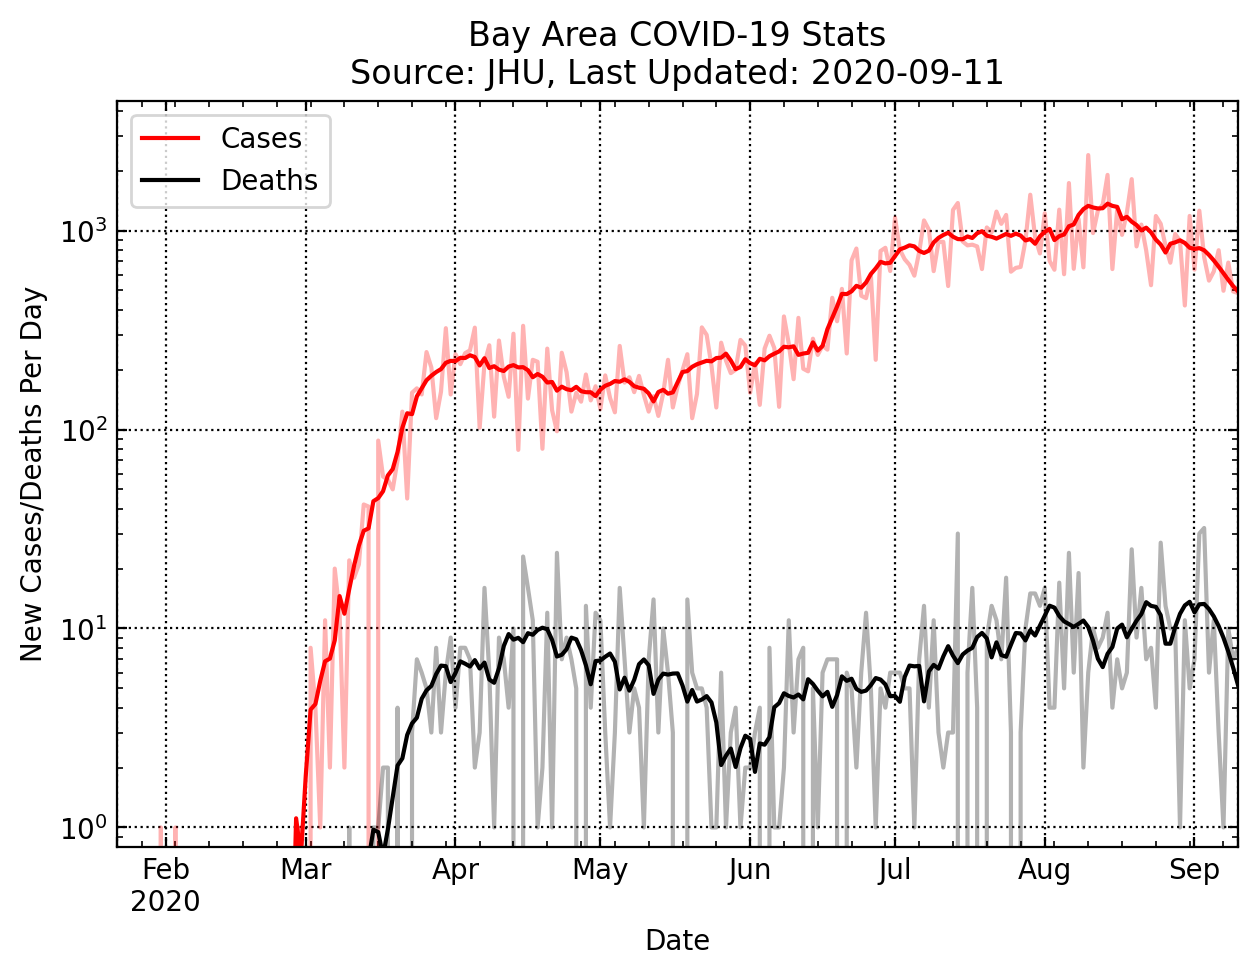 Bay Area COVID-19 Stats
Source: JHU, Last Updated: 2020-09-11
Cases
Deaths
New Cases/Deaths Per Day
10³
10²
10¹
10⁰
Feb Mar Apr May Jun Jul Aug Sep
2020
Date